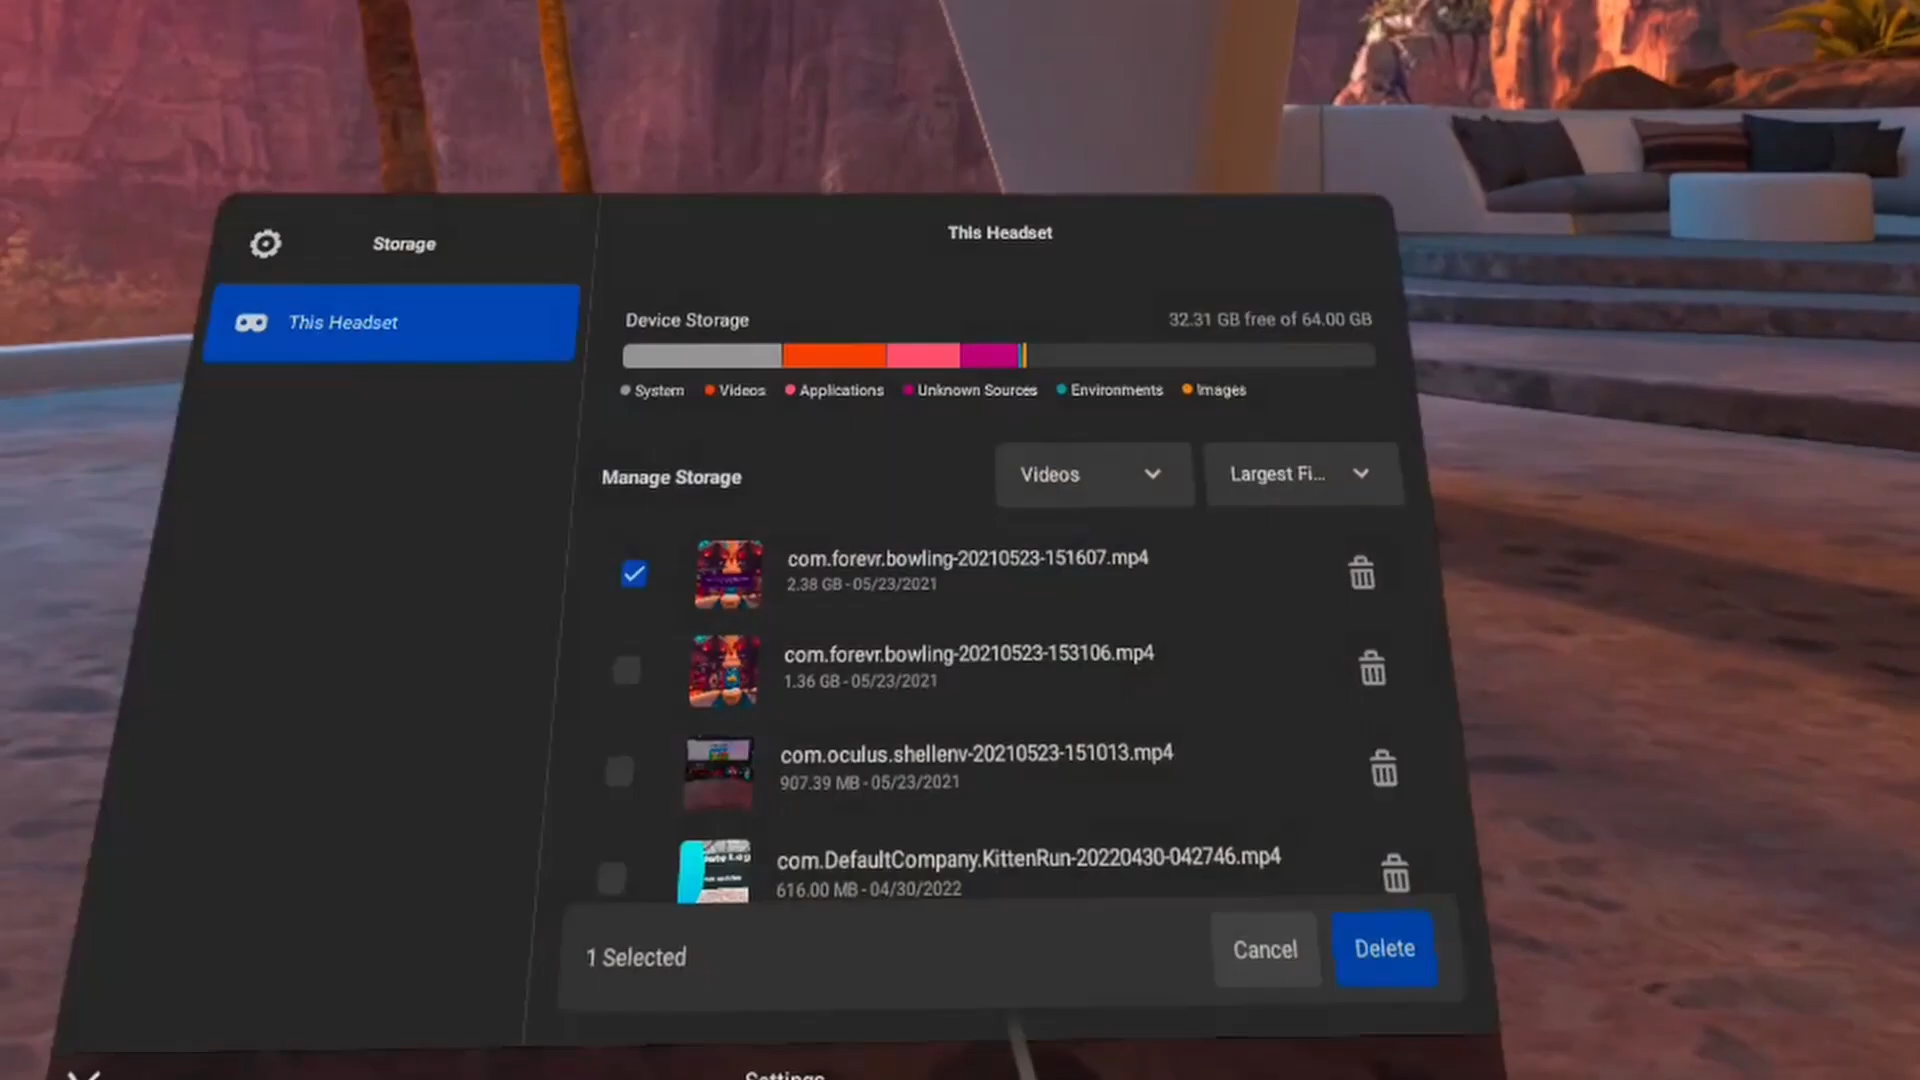 Storage
This Headset
This Headset
Device Storage
32.31 GB free of 64.00 GB
System
Videos
Applications
Unknown Sources
Environments
Images
Manage Storage
Videos
Largest Fi...
com.forevr.bowling-20210523-151607.mp4
2.38 GB - 05/23/2021
com.forevr.bowling-20210523-153106.mp4
1.36 GB - 05/23/2021
com.oculus.shellenv-20210523-151013.mp4
907.39 MB - 05/23/2021
com.DefaultCompany.KittenRun-20220430-042746.mp4
616.00 MB - 04/30/2022
1 Selected
Cancel
Delete
Settings